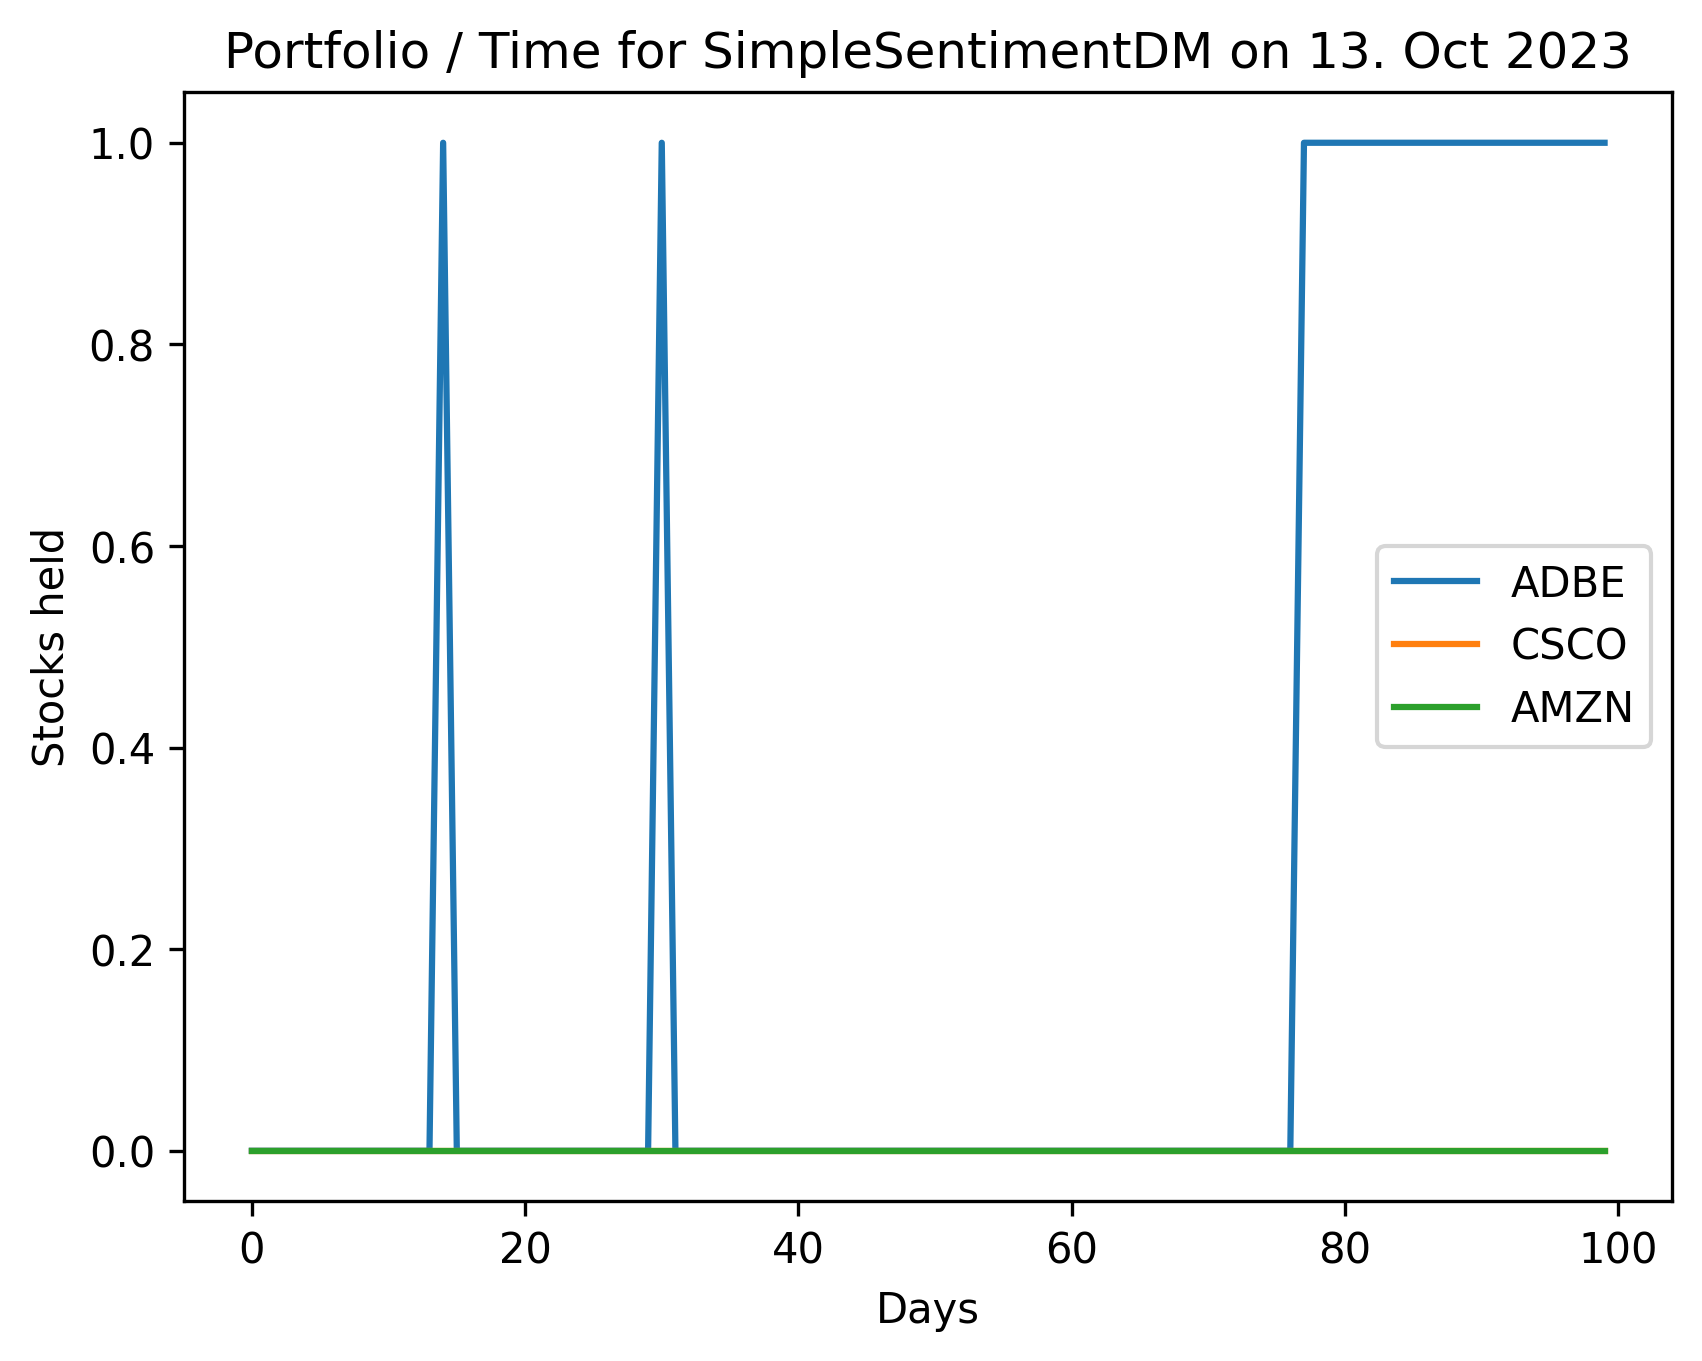 Portfolio / Time for SimpleSentimentDM on 13. Oct 2023
1.0
0.8
0.6
0.4
0.2
0.0
Stocks held
ADBE
CSCO
AMZN
0 20 40 60 80 100
Days